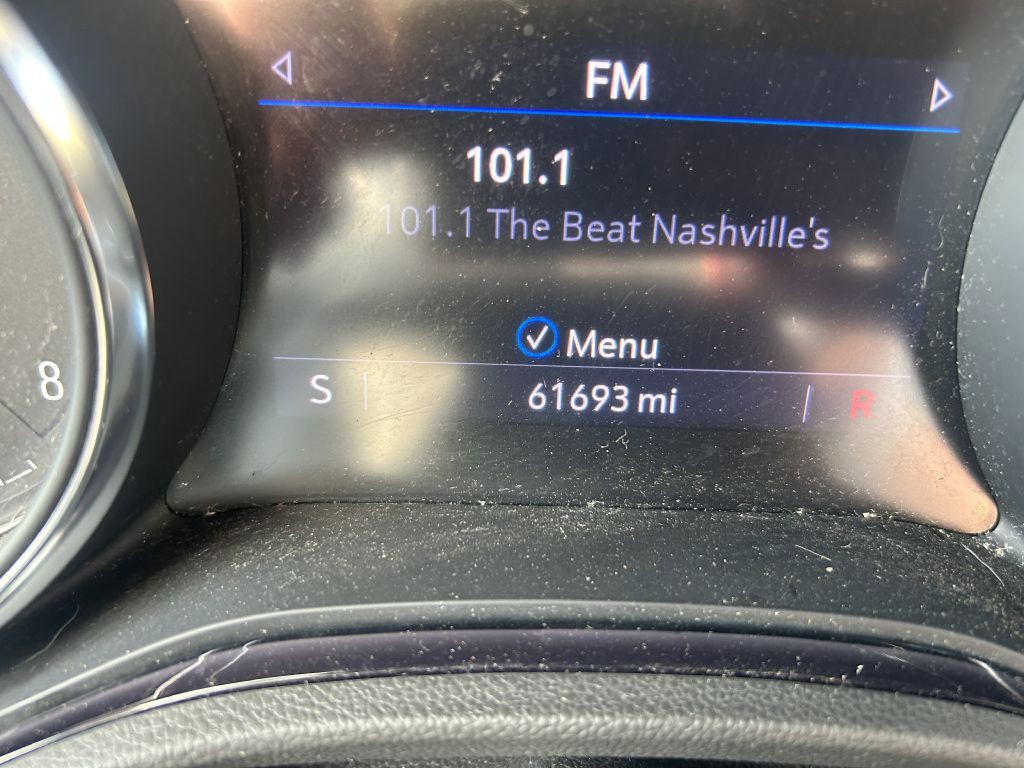 FM
101.1
101.1 The Beat Nashville's
Menu
S
61693 mi
R
8